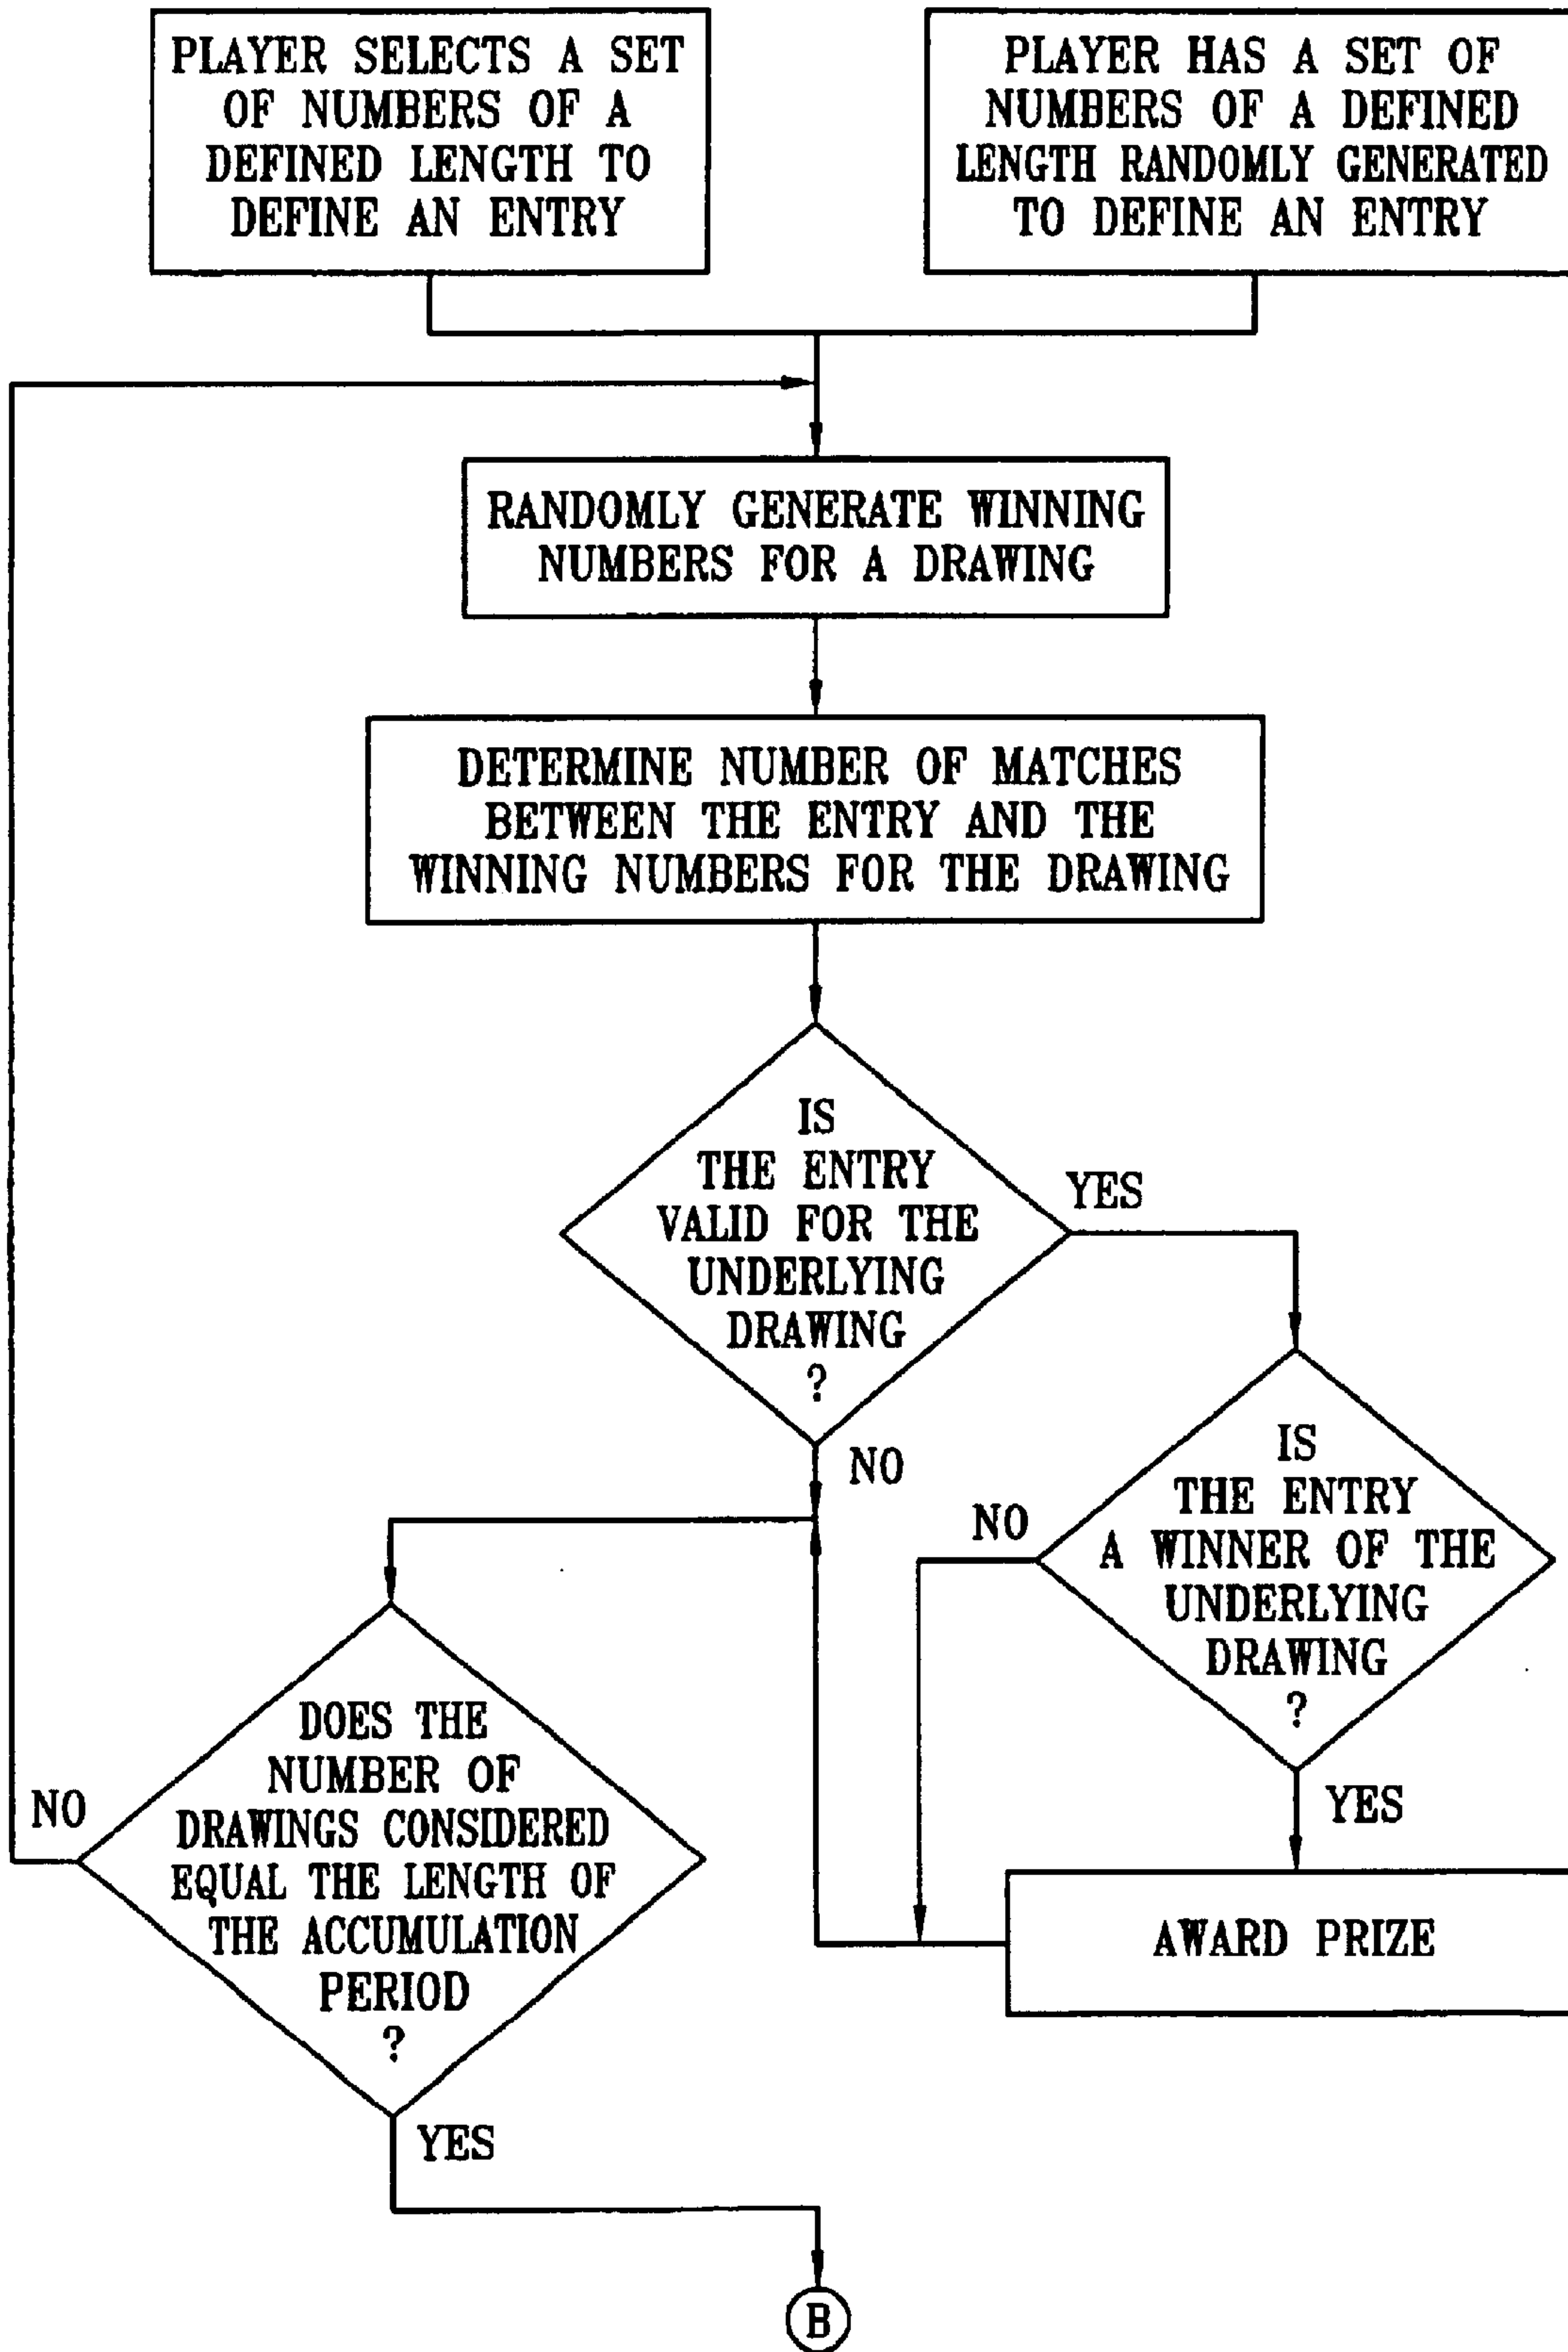 PLAYER SELECTS A SET
OF NUMBERS OF A
DEFINED LENGTH TO
DEFINE AN ENTRY
PLAYER HAS A SET OF
NUMBERS OF A DEFINED
LENGTH RANDOMLY GENERATED
TO DEFINE AN ENTRY
RANDOMLY GENERATE WINNING
NUMBERS FOR A DRAWING
DETERMINE NUMBER OF MATCHES
BETWEEN THE ENTRY AND THE
WINNING NUMBERS FOR THE DRAWING
IS
THE ENTRY
VALID FOR THE
UNDERLYING
DRAWING
?
YES
NO
IS
THE ENTRY
A WINNER OF THE
UNDERLYING
DRAWING
?
NO
YES
AWARD PRIZE
DOES THE
NUMBER OF
DRAWINGS CONSIDERED
EQUAL THE LENGTH OF
THE ACCUMULATION
PERIOD
?
NO
YES
B